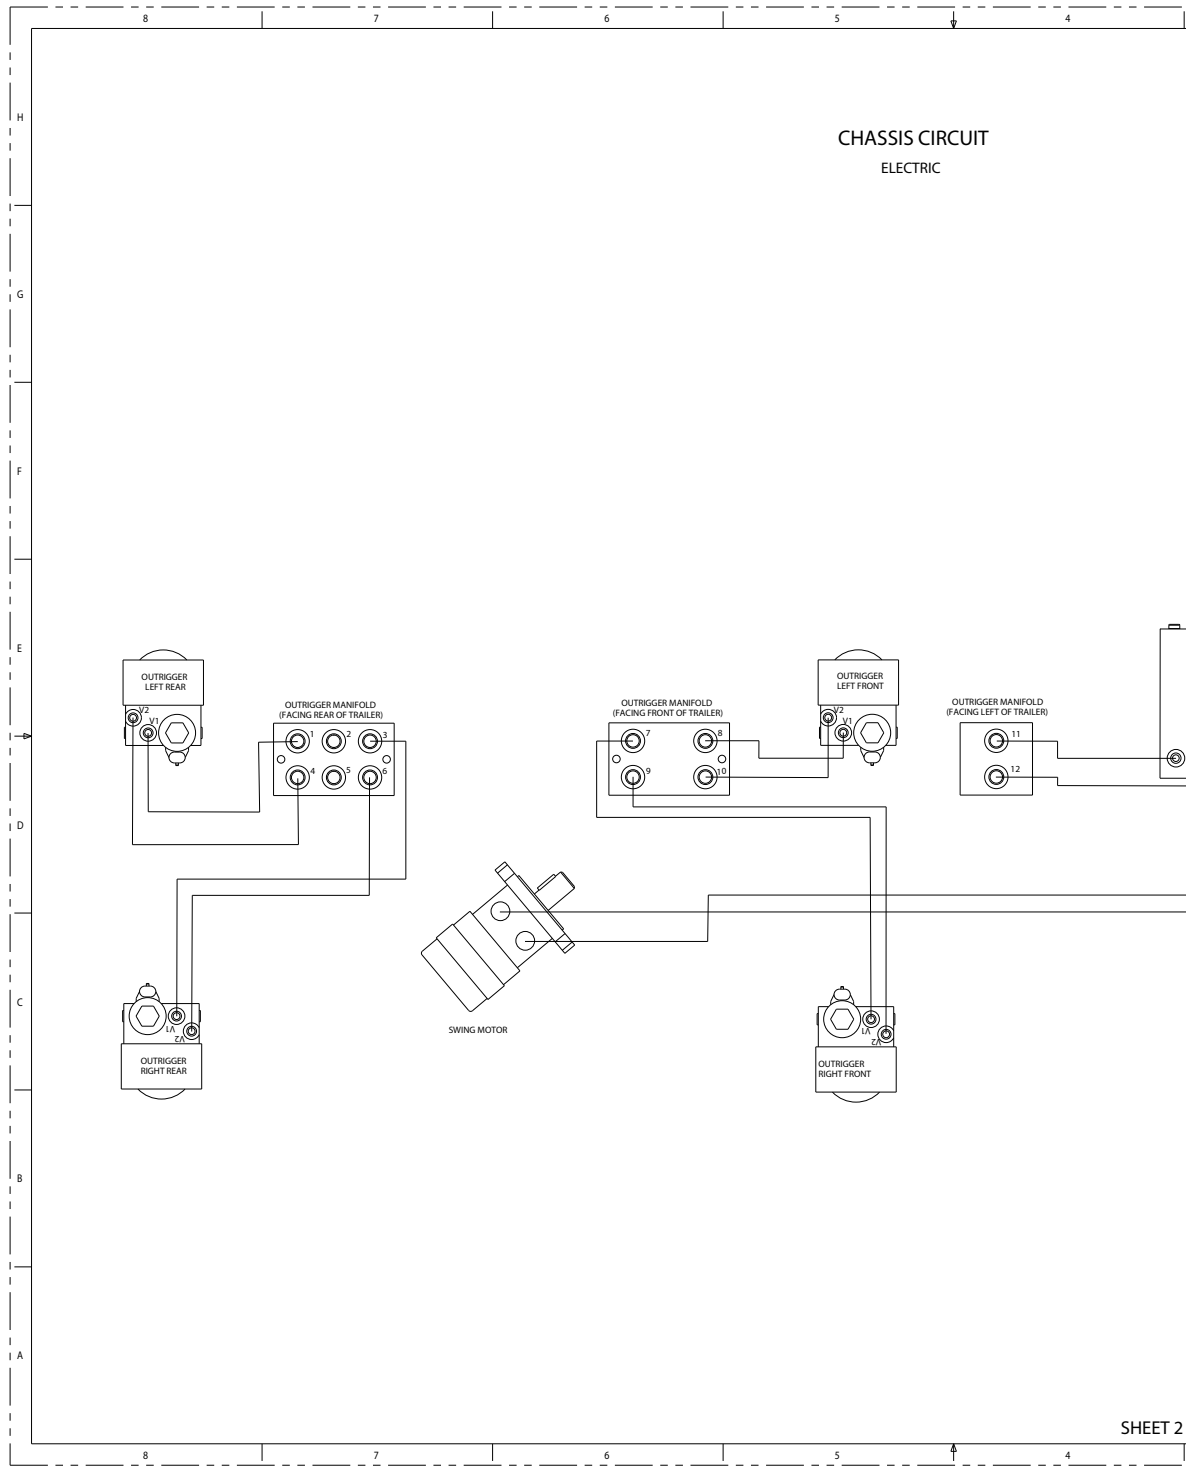 8 7 6 5 4
H
CHASSIS CIRCUIT
ELECTRIC
G
F
E
OUTRIGGER
LEFT REAR
V2
V1
OUTRIGGER MANIFOLD
(FACING REAR OF TRAILER)
1 2 3
4 5 6
OUTRIGGER MANIFOLD
(FACING FRONT OF TRAILER)
7 8
9 10
OUTRIGGER
LEFT FRONT
V2
V1
OUTRIGGER MANIFOLD
(FACING LEFT OF TRAILER)
11
12
D
C
SWING MOTOR
V1
V2
OUTRIGGER
RIGHT REAR
V1
V2
OUTRIGGER
RIGHT FRONT
B
A
SHEET 2
8 7 6 5 4